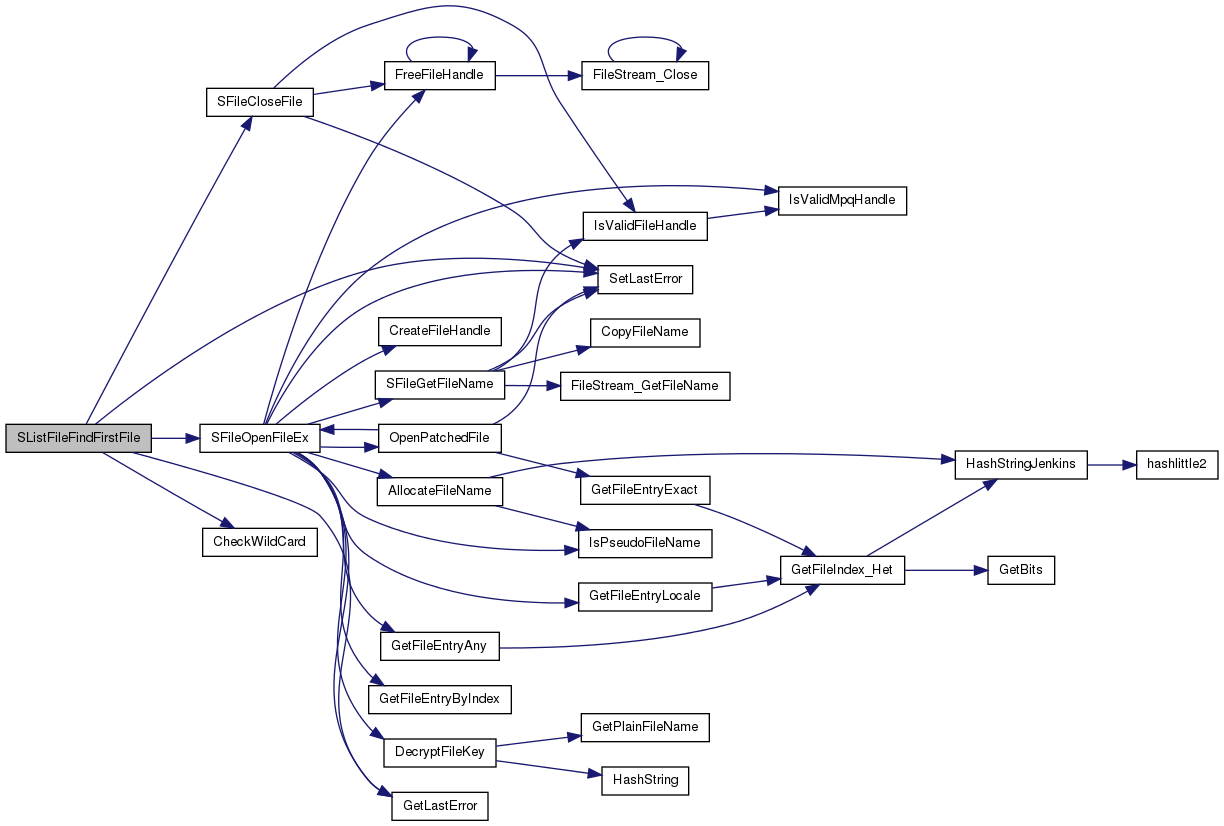 FreeFileHandle
FileStream_Close
SFileCloseFile
IsValidMpqHandle
IsValidFileHandle
SetLastError
CreateFileHandle
CopyFileName
SFileGetFileName
FileStream_GetFileName
SListFileFindFirstFile
SFileOpenFileEx
OpenPatchedFile
HashStringJenkins
hashlittle2
AllocateFileName
GetFileEntryExact
CheckWildCard
IsPseudoFileName
GetFileIndex_Het
GetBits
GetFileEntryLocale
GetFileEntryAny
GetFileEntryByIndex
GetPlainFileName
DecryptFileKey
HashString
GetLastError